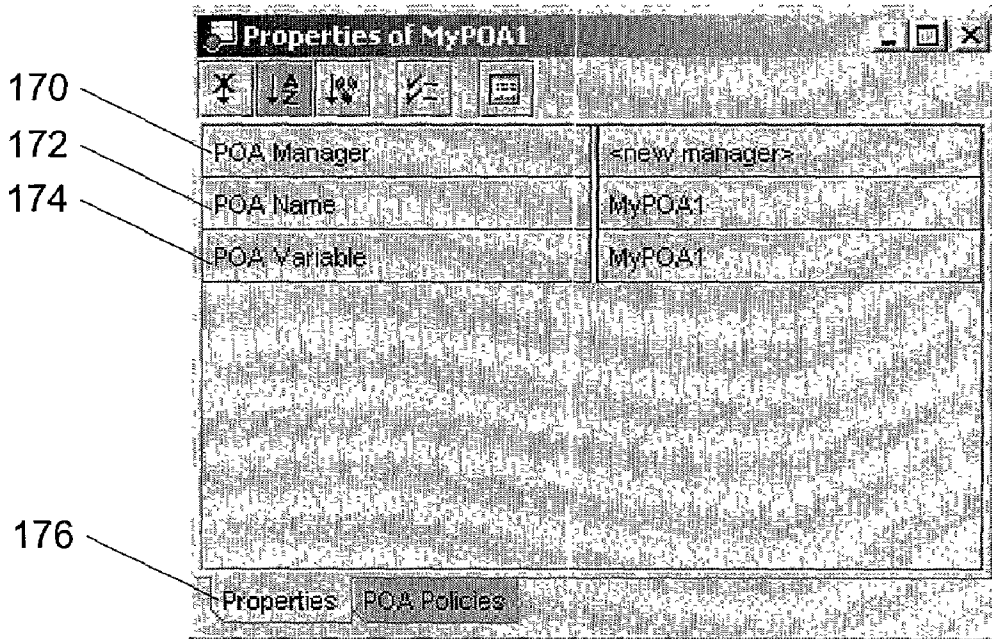 Properties of MyPOA1
170
POA Manager <new manager>
172
POA Name MyPOA1
174
POA Variable MyPOA1
176
Properties POA Policies